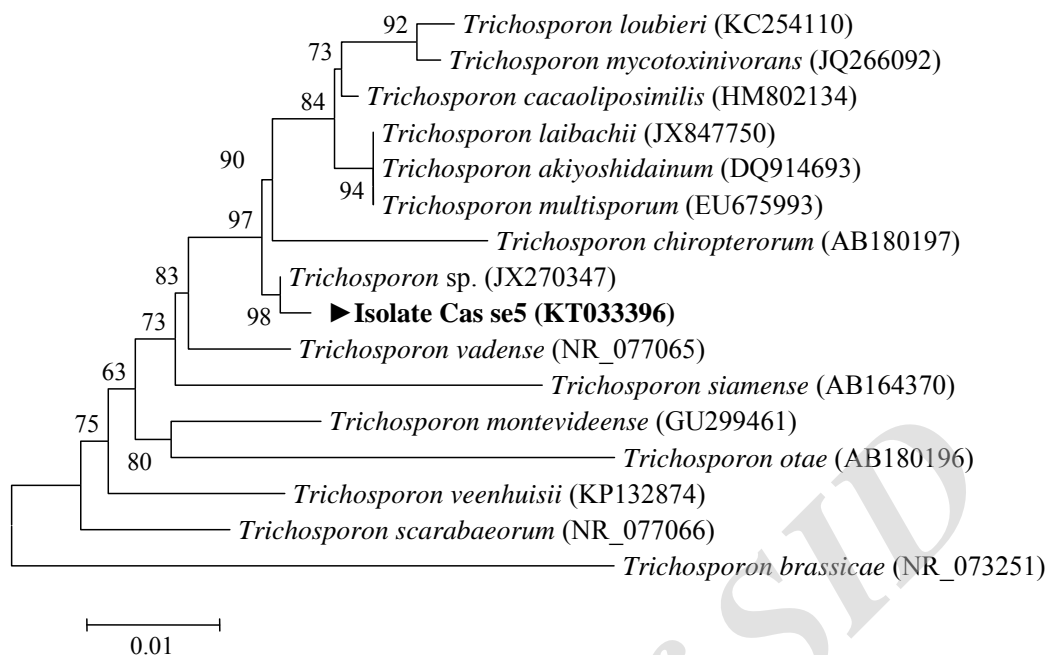 92
Trichosporon loubieri (KC254110)
73
Trichosporon mycotoxinivorans (JQ266092)
Trichosporon cacaoliposimilis (HM802134)
84
Trichosporon laibachii (JX847750)
90
Trichosporon akiyoshidainum (DQ914693)
94
Trichosporon multisporum (EU675993)
97
Trichosporon chiropterorum (AB180197)
83
Trichosporon sp. (JX270347)
98
►Isolate Cas se5 (KT033396)
73
Trichosporon vadense (NR_077065)
63
Trichosporon siamense (AB164370)
75
Trichosporon montevideense (GU299461)
80
Trichosporon otae (AB180196)
Trichosporon veenhuisii (KP132874)
Trichosporon scarabaeorum (NR_077066)
Trichosporon brassicae (NR_073251)
0.01
f SID